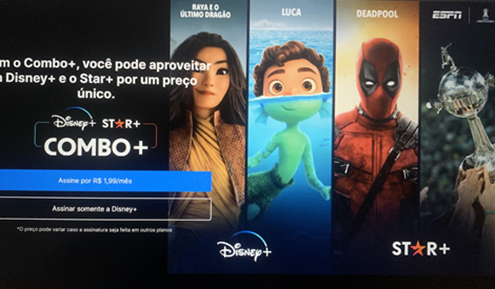 RAYA E O
ÚLTIMO DRAGÃO
LUCA
DEADPOOL
ESPN
m o Combo+, você pode aproveitar
a Disney+ e o Star+ por um preço
único.
Disney+ STAR+
COMBO+
Assine por R$ 1,99/mês
Assinar somente a Disney+
*O preço pode variar caso a assinatura seja feita em outros planos
Disney+
STAR+